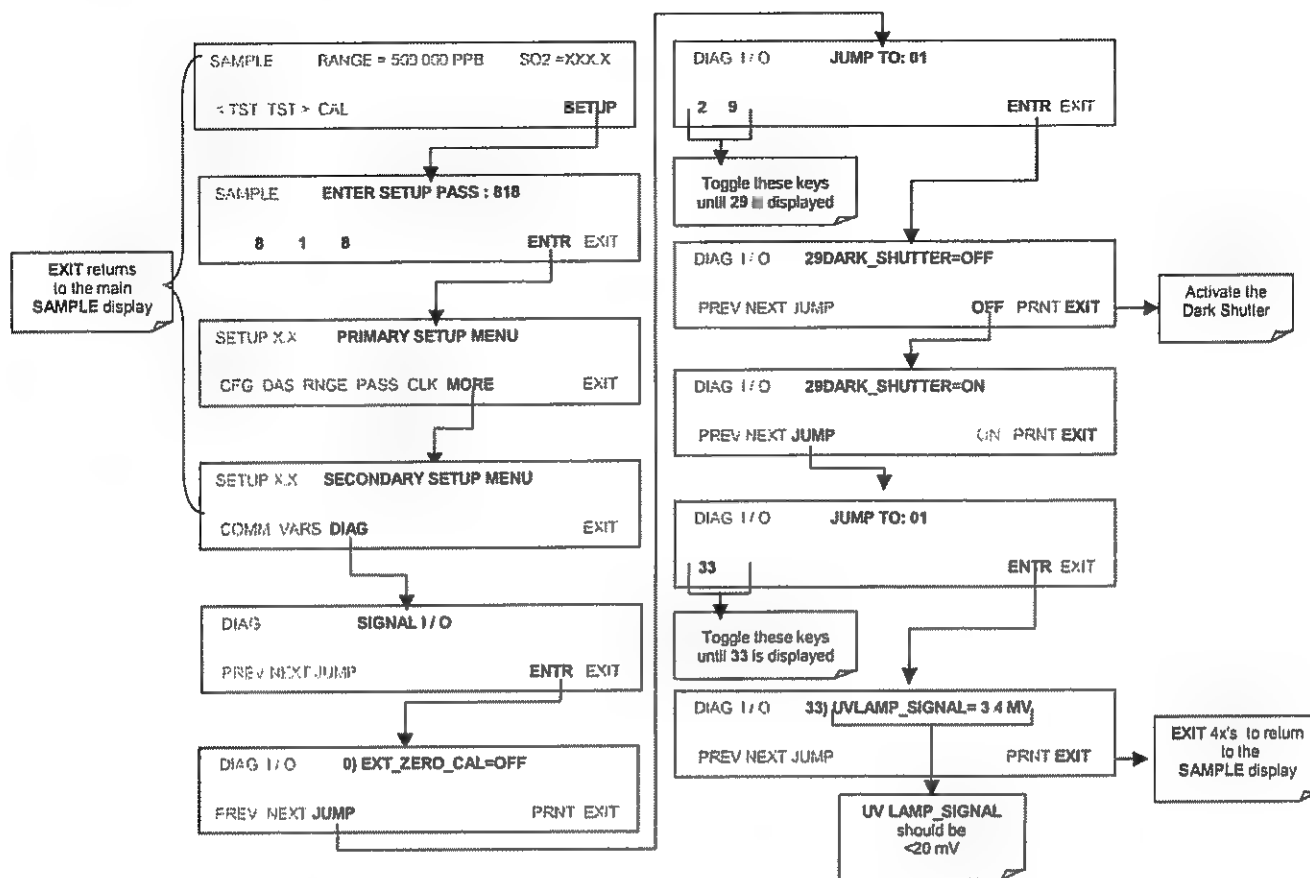 SAMPLE RANGE = 500 000 PPB SO2 =XXX.X
< TST TST > CAL SETUP
SAMPLE ENTER SETUP PASS : 818
8 1 8 ENTR EXIT
EXIT returns
to the main
SAMPLE display
SETUP X.X PRIMARY SETUP MENU
CFG DAS RNGE PASS CLK MORE EXIT
SETUP X.X SECONDARY SETUP MENU
COMM VARS DIAG EXIT
DIAG SIGNAL I / O
PREV NEXT JUMP ENTR EXIT
DIAG I / O 0) EXT_ZERO_CAL=OFF
PREV NEXT JUMP PRNT EXIT
DIAG I / O JUMP TO: 01
2 9 ENTR EXIT
Toggle these keys
until 29 displayed
DIAG I / O 29DARK_SHUTTER=OFF
PREV NEXT JUMP OFF PRNT EXIT
Activate the
Dark Shutter
DIAG I / O 29DARK_SHUTTER=ON
PREV NEXT JUMP ON PRNT EXIT
DIAG I / O JUMP TO: 01
33 ENTR EXIT
Toggle these keys
until 33 is displayed
DIAG I / O 33) UVLAMP_SIGNAL= 3.4 MV
PREV NEXT JUMP PRNT EXIT
EXIT 4x's to return
to the
SAMPLE display
UV LAMP_SIGNAL
should be
<20 mV